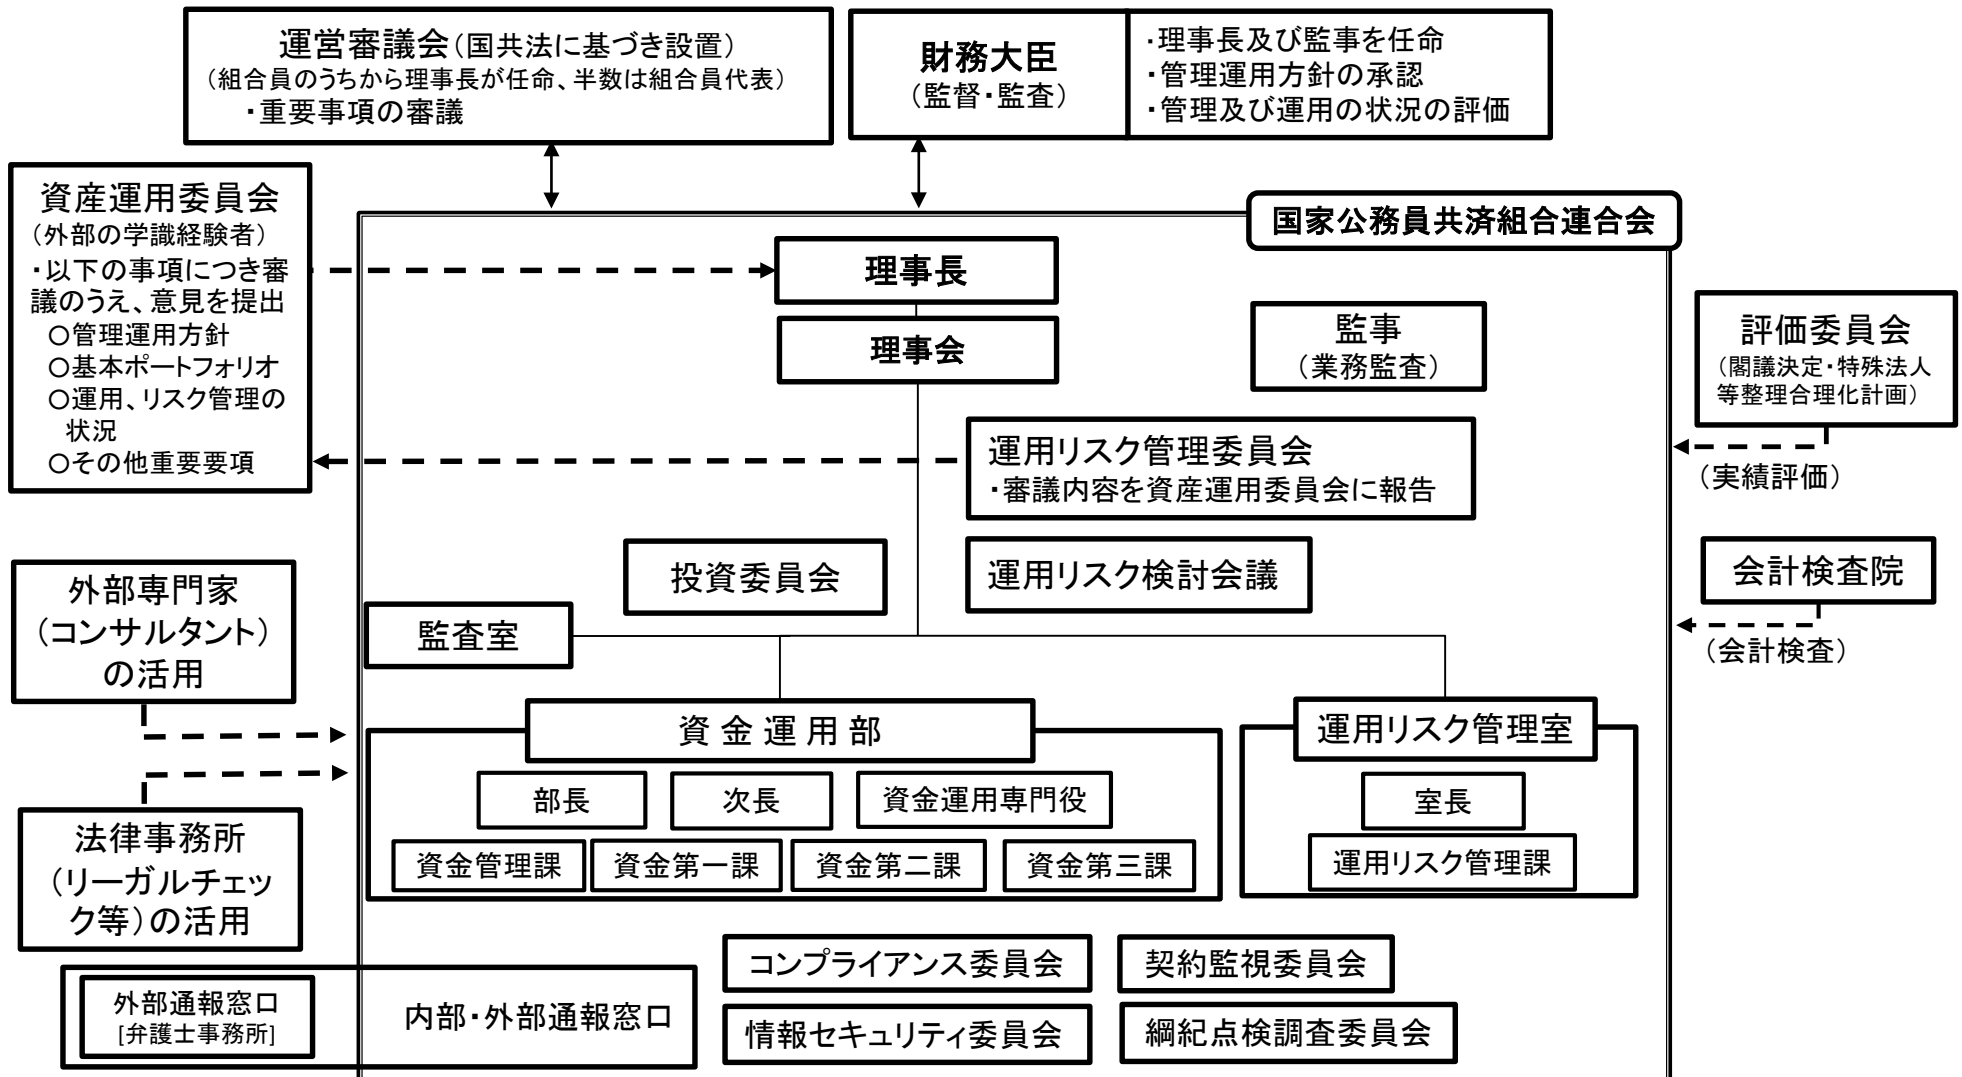 運営審議会（国共法に基づき設置）
（組合員のうちから理事長が任命、半数は組合員代表）
・重要事項の審議
財務大臣
（監督・監査）
・理事長及び監事を任命
・管理運用方針の承認
・管理及び運用の状況の評価
資産運用委員会
（外部の学識経験者）
・以下の事項につき審
議のうえ、意見を提出
○管理運用方針
○基本ポートフォリオ
○運用、リスク管理の
状況
○その他重要要項
国家公務員共済組合連合会
理事長
理事会
監事
（業務監査）
評価委員会
（閣議決定・特殊法人
等整理合理化計画）
（実績評価）
運用リスク管理委員会
・審議内容を資産運用委員会に報告
投資委員会
運用リスク検討会議
会計検査院
（会計検査）
外部専門家
（コンサルタント）
の活用
監査室
資金運用部
部長
次長
資金運用専門役
資金管理課
資金第一課
資金第二課
資金第三課
運用リスク管理室
室長
運用リスク管理課
法律事務所
（リーガルチェッ
ク等）の活用
外部通報窓口
[弁護士事務所]
内部・外部通報窓口
コンプライアンス委員会
契約監視委員会
情報セキュリティ委員会
綱紀点検調査委員会